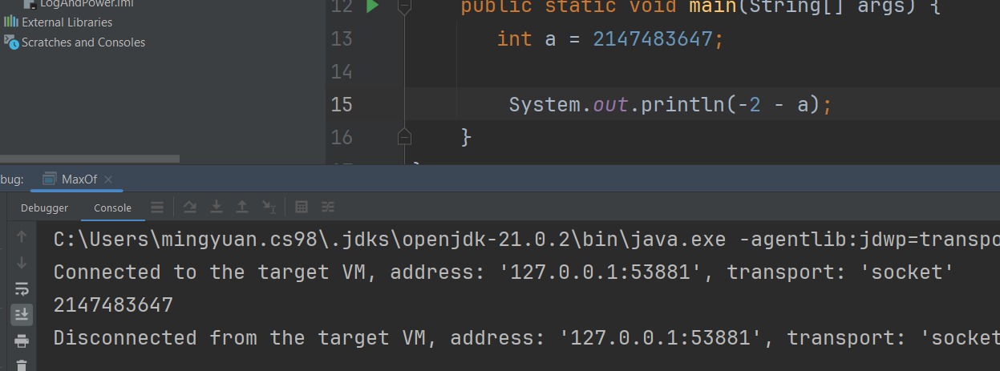 LogAndPower.iml
External Libraries
Scratches and Consoles
12 public static void main(String[] args) {
13 int a = 2147483647;
14
15 System.out.println(-2 - a);
16 }
}
bug: MaxOf
Debugger Console
C:\Users\mingyuan.cs98\.jdks\openjdk-21.0.2\bin\java.exe -agentlib:jdwp=transpo
Connected to the target VM, address: '127.0.0.1:53881', transport: 'socket'
2147483647
Disconnected from the target VM, address: '127.0.0.1:53881', transport: 'socket